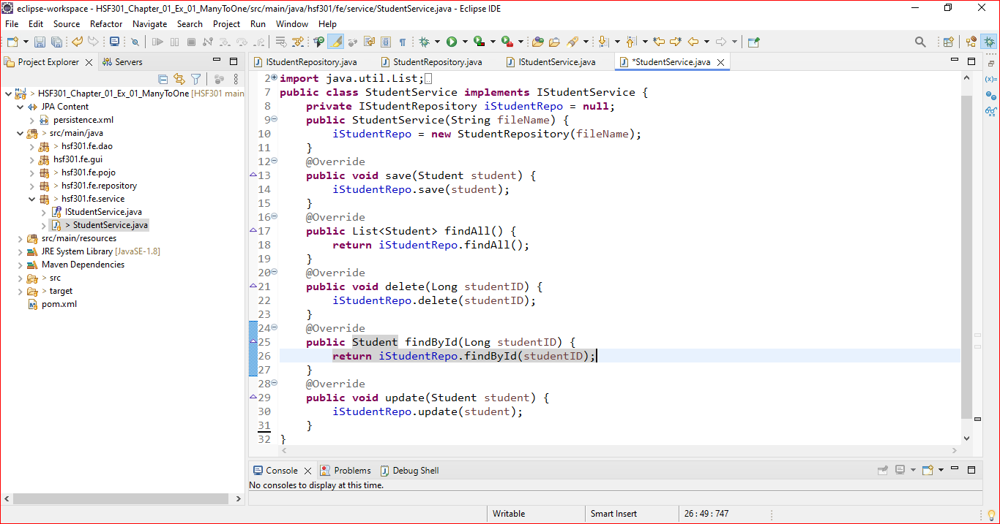 eclipse-workspace - HSF301_Chapter_01_Ex_01_ManyToOne/src/main/java/hsf301/fe/service/StudentService.java - Eclipse IDE
File Edit Source Refactor Navigate Search Project Run Window Help
Project Explorer
Servers
HSF301_Chapter_01_Ex_01_ManyToOne [HSF301 main
JPA Content
persistence.xml
> src/main/java
> hsf301.fe.dao
hsf301.fe.gui
> hsf301.fe.pojo
> hsf301.fe.repository
> hsf301.fe.service
IStudentService.java
> StudentService.java
src/main/resources
JRE System Library [JavaSE-1.8]
Maven Dependencies
> src
> target
pom.xml
IStudentRepository.java
StudentRepository.java
IStudentService.java
*StudentService.java
2 import java.util.List;
7 public class StudentService implements IStudentService {
8 private IStudentRepository iStudentRepo = null;
9 public StudentService(String fileName) {
10 iStudentRepo = new StudentRepository(fileName);
11 }
12 @Override
13 public void save(Student student) {
14 iStudentRepo.save(student);
15 }
16 @Override
17 public List<Student> findAll() {
18 return iStudentRepo.findAll();
19 }
20 @Override
21 public void delete(Long studentID) {
22 iStudentRepo.delete(studentID);
23 }
24 @Override
25 public Student findById(Long studentID) {
26 return iStudentRepo.findById(studentID);
27 }
28 @Override
29 public void update(Student student) {
30 iStudentRepo.update(student);
31 }
32 }
Console
Problems
Debug Shell
No consoles to display at this time.
Writable
Smart Insert
26 : 49 : 747